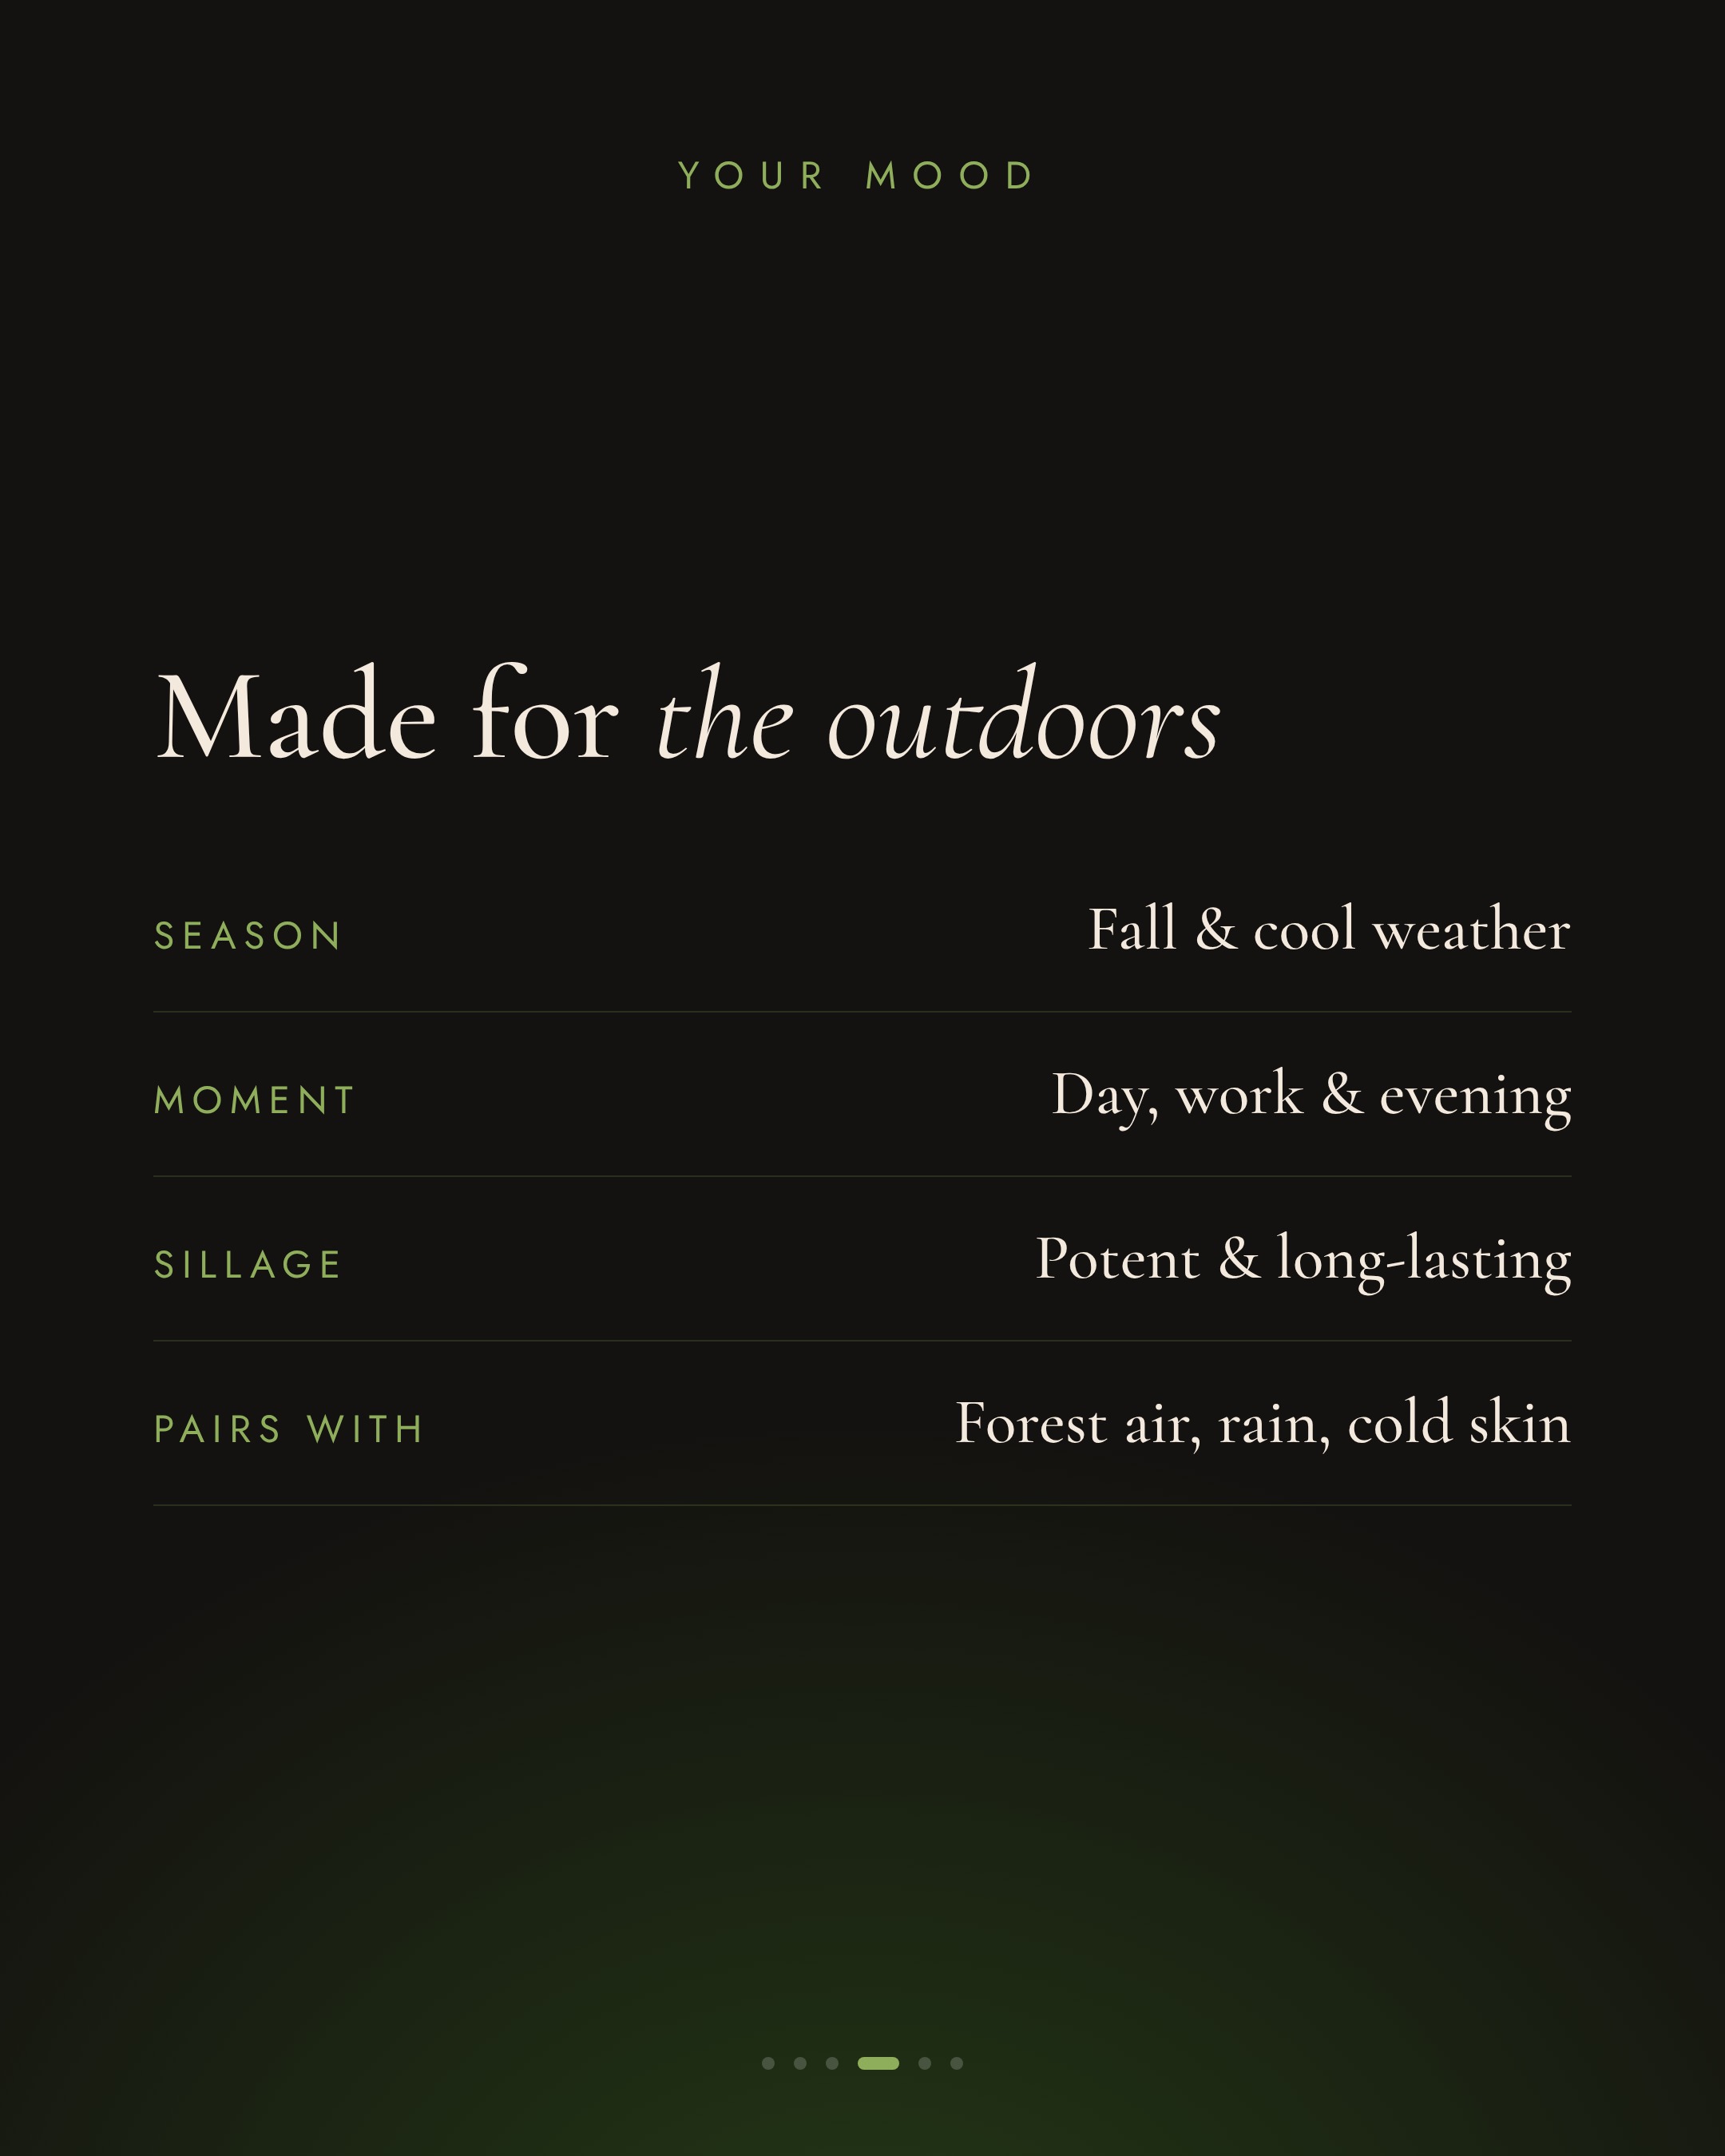 YOUR MOOD
Made for the outdoors
SEASON Fall & cool weather
MOMENT Day, work & evening
SILLAGE Potent & long-lasting
PAIRS WITH Forest air, rain, cold skin